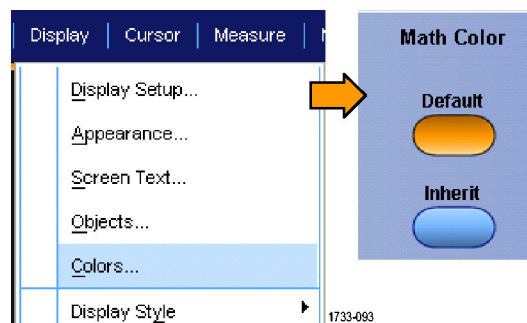 Display | Cursor | Measure |
Display Setup...
Appearance...
Screen Text...
Objects...
Colors...
Display Style
Math Color
Default
Inherit
1733-093